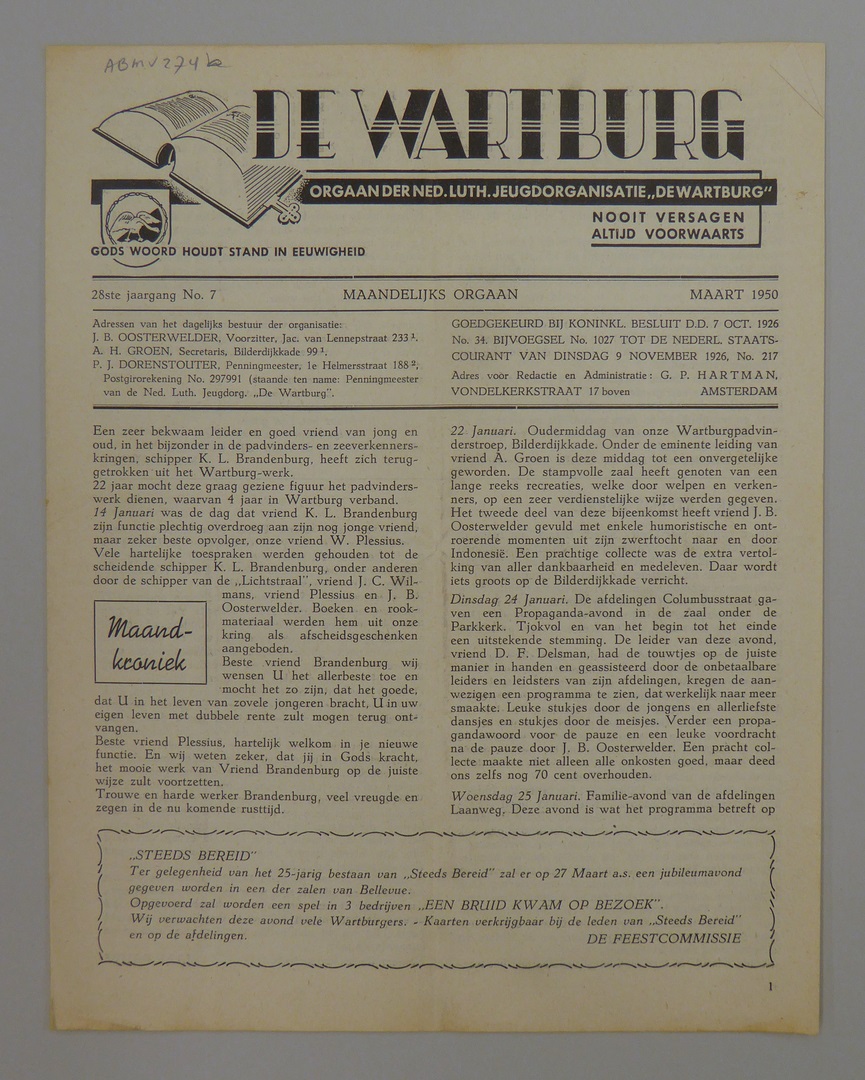 ABMV274b
DE WARTBURG
ORGAAN DER NED. LUTH. JEUGDORGANISATIE „DE WARTBURG”
NOOIT VERSAGEN
ALTIJD VOORWAARTS
GODS WOORD HOUDT STAND IN EEUWIGHEID
28ste jaargang No. 7 MAANDELIJKS ORGAAN MAART 1950
Adressen van het dagelijks bestuur der organisatie:
J. B. OOSTERWELDER, Voorzitter, Jac. van Lennepstraat 233 ¹.
A. H. GROEN, Secretaris, Bilderdijkkade 99 ¹.
P. J. DORENSTOUTER, Penningmeester, 1e Helmersstraat 188 ²;
Postgirorekening No. 297991 (staande ten name: Penningmeester
van de Ned. Luth. Jeugdorg. „De Wartburg”.
GOEDGEKEURD BIJ KONINKL. BESLUIT D.D. 7 OCT. 1926
No. 34. BIJVOEGSEL No. 1027 TOT DE NEDERL. STAATS-
COURANT VAN DINSDAG 9 NOVEMBER 1926, No. 217
Adres voor Redactie en Administratie: G. P. HARTMAN,
VONDELKERKSTRAAT 17 boven AMSTERDAM
Een zeer bekwaam leider en goed vriend van jong en
oud, in het bijzonder in de padvinders- en zeeverkenners-
kringen, schipper K. L. Brandenburg, heeft zich terug-
getrokken uit het Wartburg-werk.
22 jaar mocht deze graag geziene figuur het padvinders-
werk dienen, waarvan 4 jaar in Wartburg verband.
14 Januari was de dag dat vriend K. L. Brandenburg
zijn functie plechtig overdroeg aan zijn nog jonge vriend,
maar zeker beste opvolger, onze vriend W. Plessius.
Vele hartelijke toespraken werden gehouden tot de
scheidende schipper K. L. Brandenburg, onder anderen
door de schipper van de „Lichtstraal”, vriend J. C. Wil-
mans, vriend Plessius en J. B.
Oosterwelder. Boeken en rook-
materiaal werden hem uit onze
kring als afscheidsgeschenken
aangeboden.
Beste vriend Brandenburg wij
wensen U het allerbeste toe en
mocht het zo zijn, dat het goede,
Maand-
kroniek
dat U in het leven van zovele jongeren bracht, U in uw
eigen leven met dubbele rente zult mogen terug ont-
vangen.
Beste vriend Plessius, hartelijk welkom in je nieuwe
functie. En wij weten zeker, dat jij in Gods kracht,
het mooie werk van Vriend Brandenburg op de juiste
wijze zult voortzetten.
Trouwe en harde werker Brandenburg, veel vreugde en
zegen in de nu komende rusttijd.
22 Januari. Oudermiddag van onze Wartburgpadvin-
derstroep, Bilderdijkkade. Onder de eminente leiding van
vriend A. Groen is deze middag tot een onvergetelijke
geworden. De stampvolle zaal heeft genoten van een
lange reeks recreaties, welke door welpen en verken-
ners, op een zeer verdienstelijke wijze werden gegeven.
Het tweede deel van deze bijeenkomst heeft vriend J. B.
Oosterwelder gevuld met enkele humoristische en ont-
roerende momenten uit zijn zwerftocht naar en door
Indonesië. Een prachtige collecte was de extra vertol-
king van aller dankbaarheid en medeleven. Daar wordt
iets groots op de Bilderdijkkade verricht.
Dinsdag 24 Januari. De afdelingen Columbusstraat ga-
ven een Propaganda-avond in de zaal onder de
Parkkerk. Tjokvol en van het begin tot het einde
een uitstekende stemming. De leider van deze avond,
vriend D. F. Delsman, had de touwtjes op de juiste
manier in handen en geassisteerd door de onbetaalbare
leiders en leidsters van zijn afdelingen, kregen de aan-
wezigen een programma te zien, dat werkelijk naar meer
smaakte. Leuke stukjes door de jongens en allerliefste
dansjes en stukjes door de meisjes. Verder een propa-
gandawoord voor de pauze en een leuke voordracht
na de pauze door J. B. Oosterwelder. Een pracht col-
lecte maakte niet alleen alle onkosten goed, maar deed
ons zelfs nog 70 cent overhouden.
Woensdag 25 Januari. Familie-avond van de afdelingen
Laanweg. Deze avond is wat het programma betreft op
„STEEDS BEREID”
Ter gelegenheid van het 25-jarig bestaan van „Steeds Bereid” zal er op 27 Maart a.s. een jubileumavond
gegeven worden in een der zalen van Bellevue.
Opgevoerd zal worden een spel in 3 bedrijven „EEN BRUID KWAM OP BEZOEK”.
Wij verwachten deze avond vele Wartburgers. - Kaarten verkrijgbaar bij de leden van „Steeds Bereid”
en op de afdelingen. DE FEESTCOMMISSIE
1